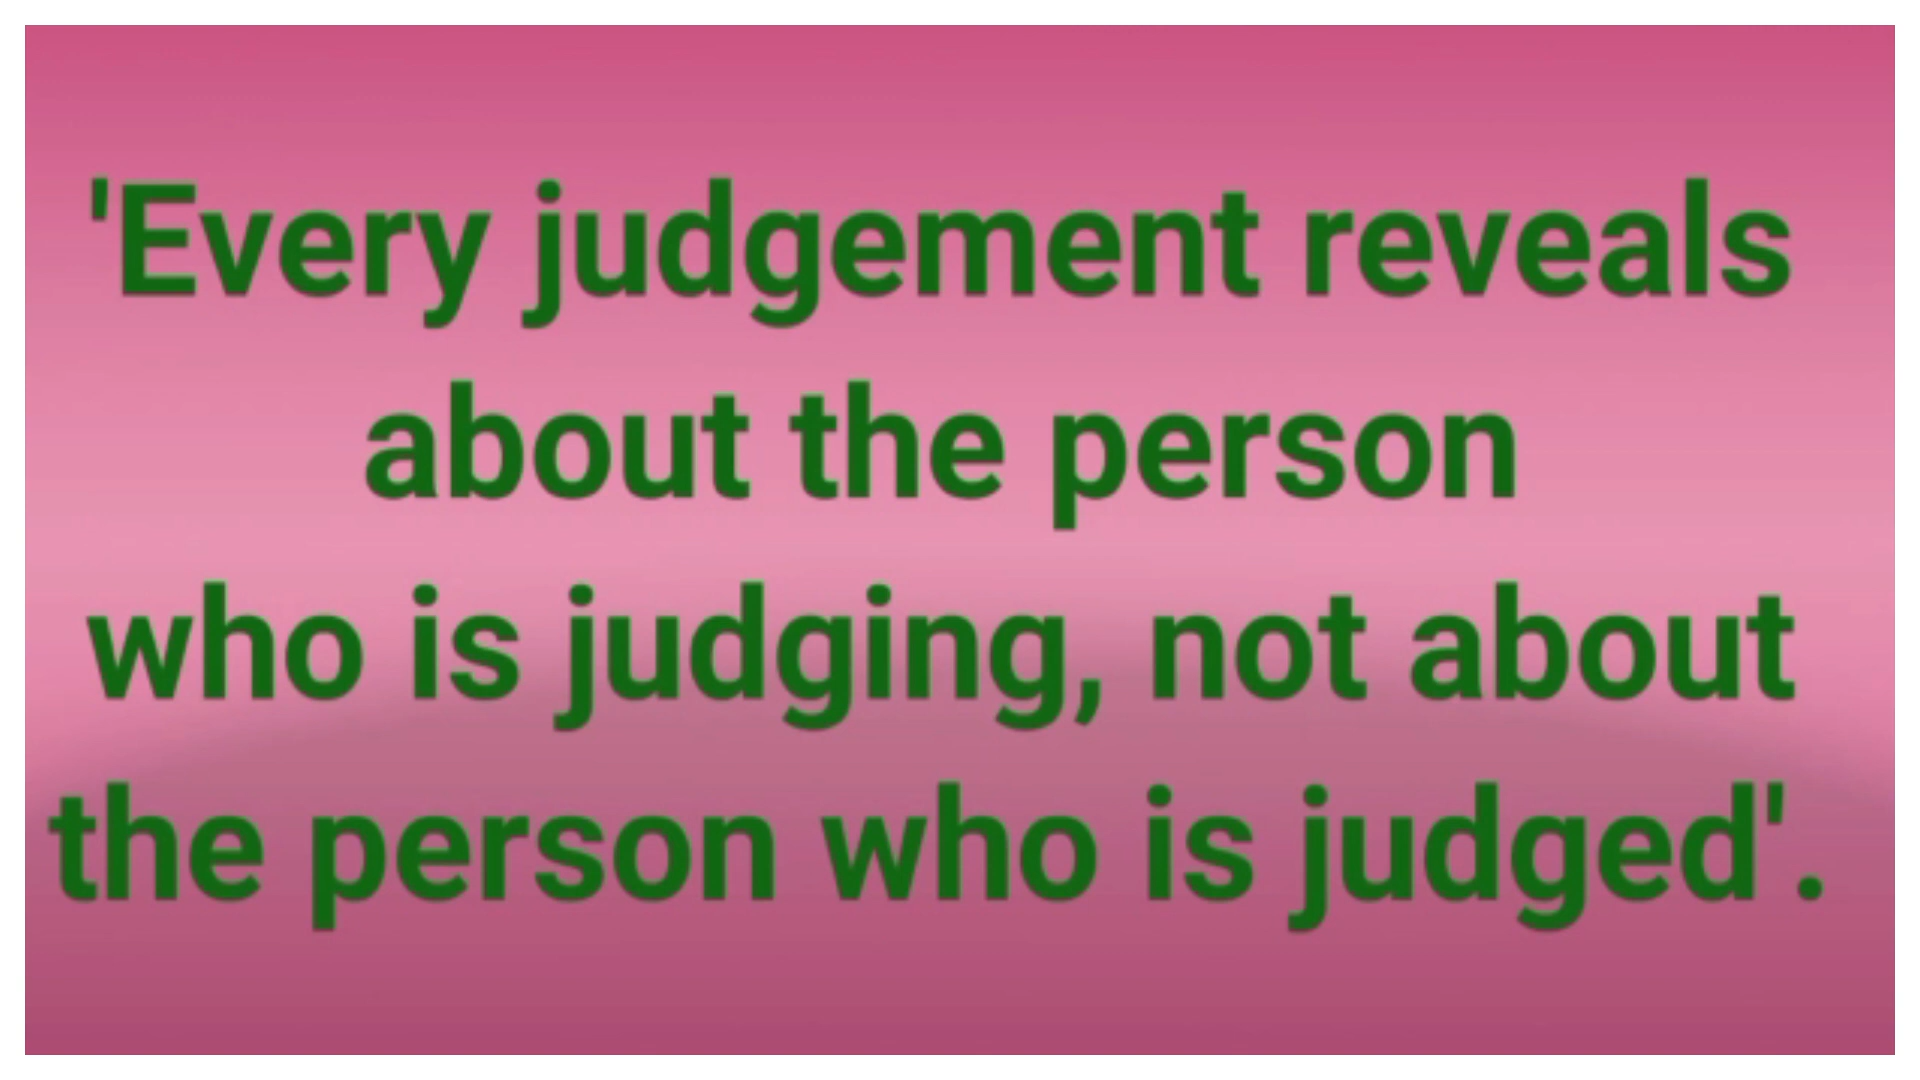 'Every judgement reveals
about the person
who is judging, not about
the person who is judged'.